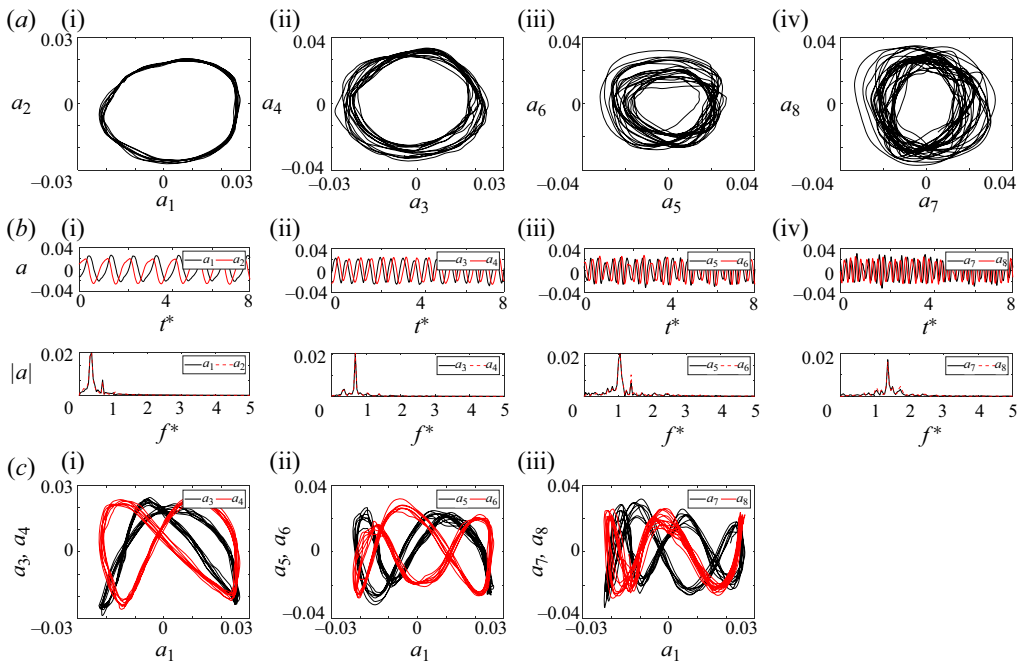 (a) (i) (ii) (iii) (iv)
0.03 0.04 0.04 0.04
a2 a4 a6 a8
0 0 0 0
−0.03 −0.04 −0.04 −0.04
−0.03 0 0.03 −0.04 0 0.04 −0.04 0 0.04 −0.04 0 0.04
a1 a3 a5 a7
(b) (i) (ii) (iii) (iv)
0.04 0.04 0.04 0.04
a 0 0 0 0
a1 a2 a3 a4 a5 a6 a7 a8
−0.04 −0.04 −0.04 −0.04
0 4 8 0 4 8 0 4 8 0 4 8
t* t* t* t*
0.02 0.02 0.02 0.02
|a| a1 a2 a3 a4 a5 a6 a7 a8
0 1 2 3 4 5 0 1 2 3 4 5 0 1 2 3 4 5 0 1 2 3 4 5
f* f* f* f*
(c) (i) (ii) (iii)
0.03 0.04 0.04
a3 a4 a5 a6 a7 a8
a3, a4 a5, a6 a7, a8
0 0 0
−0.03 −0.04 −0.04
−0.03 0 0.03 −0.03 0 0.03 −0.03 0 0.03
a1 a1 a1